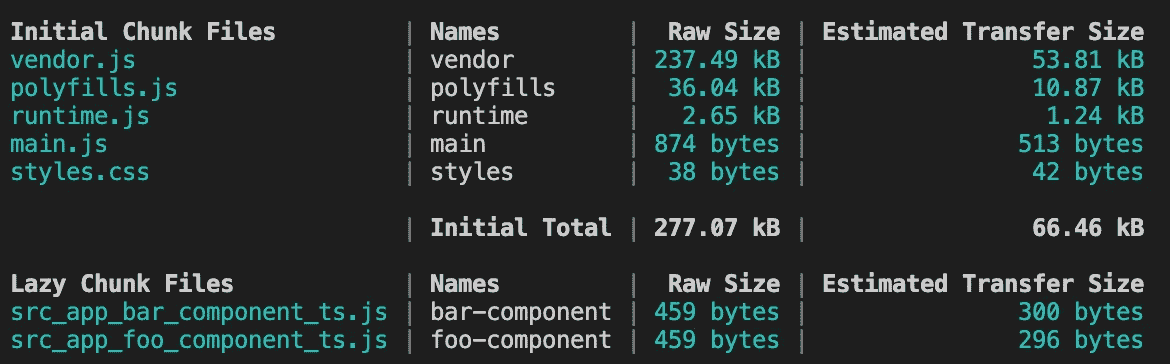 Initial Chunk Files | Names | Raw Size | Estimated Transfer Size
vendor.js | vendor | 237.49 kB | 53.81 kB
polyfills.js | polyfills | 36.04 kB | 10.87 kB
runtime.js | runtime | 2.65 kB | 1.24 kB
main.js | main | 874 bytes | 513 bytes
styles.css | styles | 38 bytes | 42 bytes
| Initial Total | 277.07 kB | 66.46 kB
Lazy Chunk Files | Names | Raw Size | Estimated Transfer Size
src_app_bar_component_ts.js | bar-component | 459 bytes | 300 bytes
src_app_foo_component_ts.js | foo-component | 459 bytes | 296 bytes